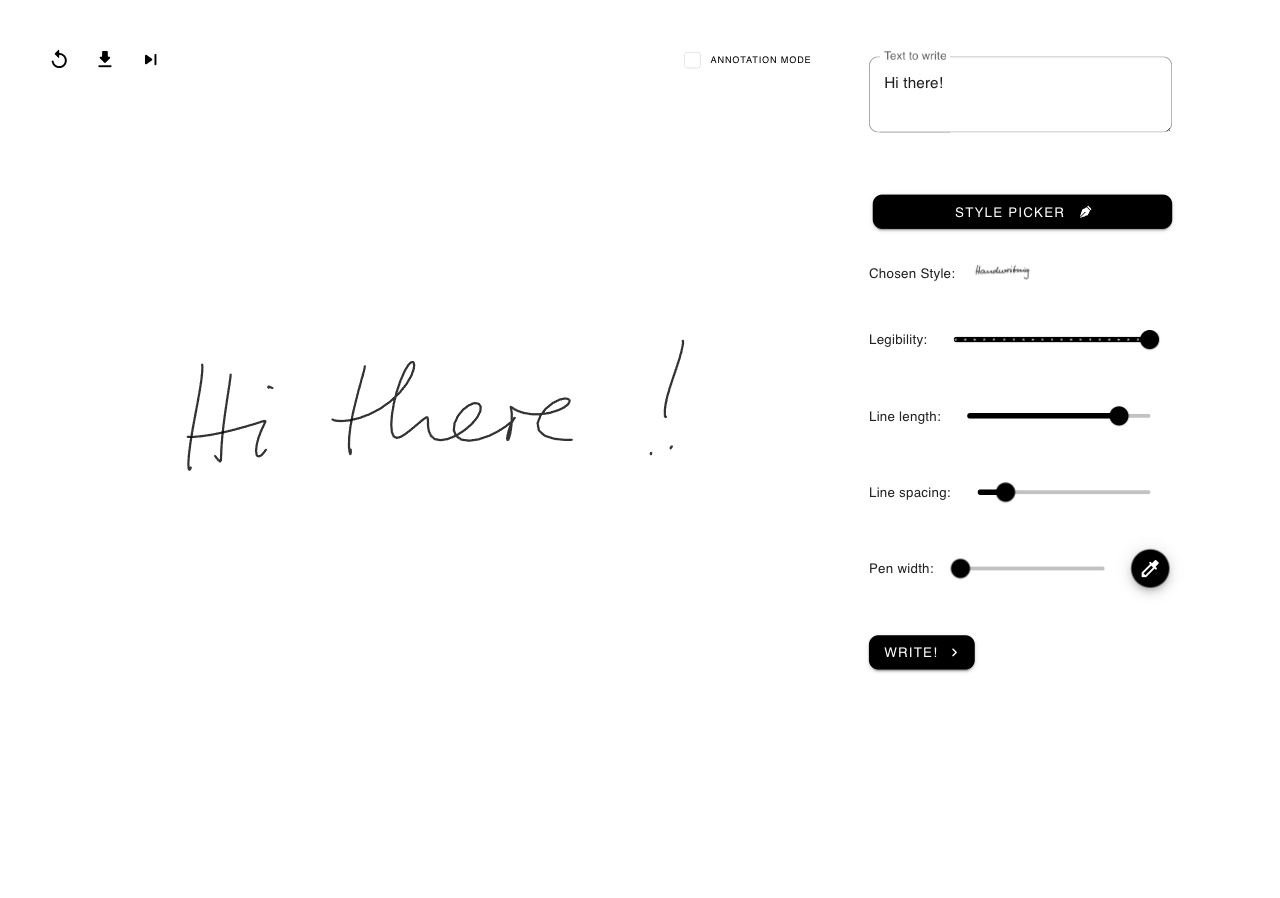 ANNOTATION MODE
Text to write
Hi there!
STYLE PICKER
Chosen Style: Handwriting
Legibility:
Hi there !
Line length:
Line spacing:
Pen width:
WRITE!